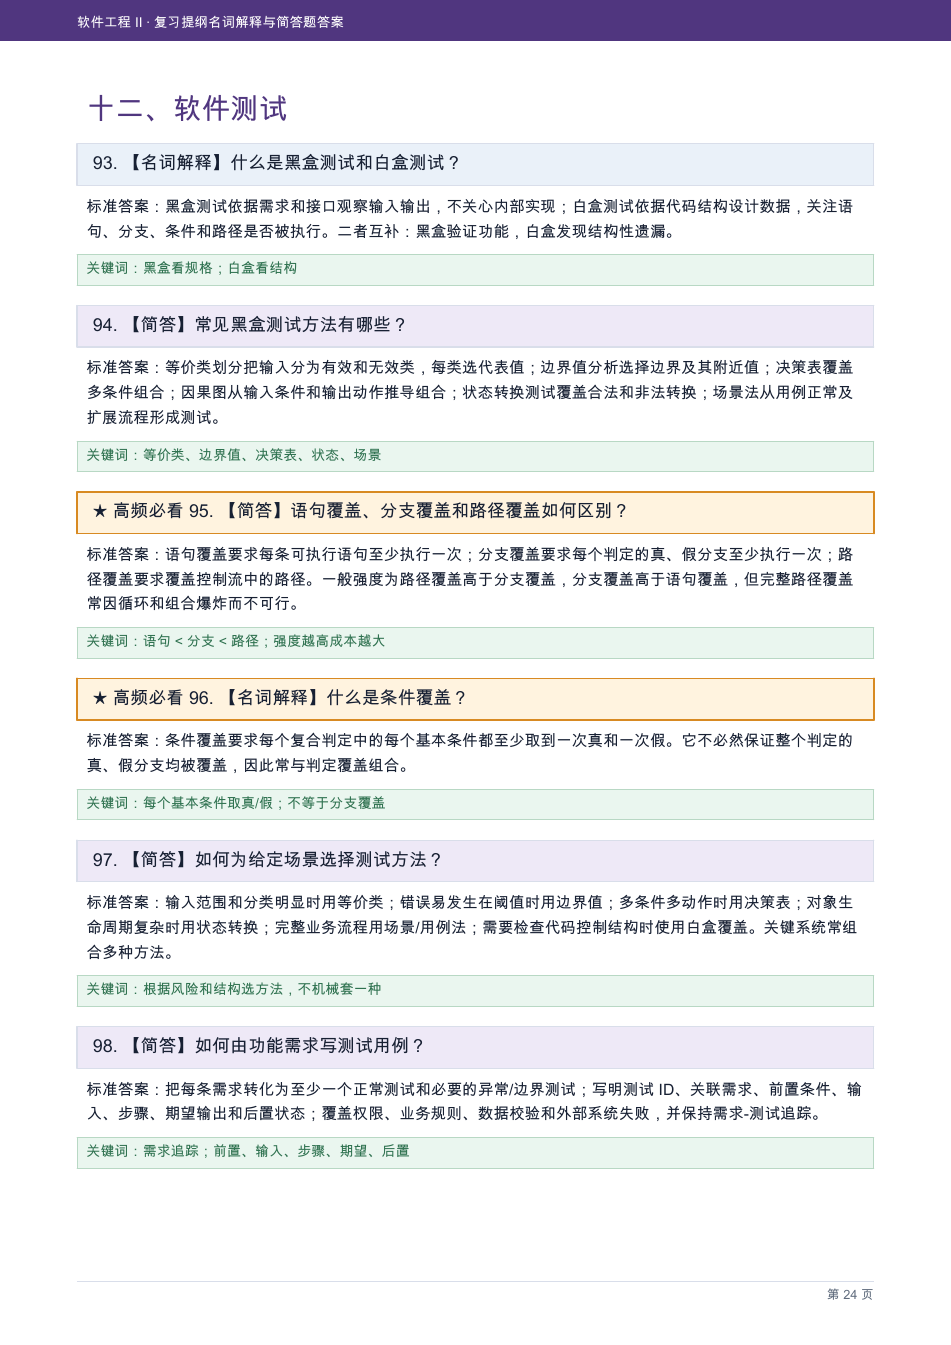 软件工程 II · 复习提纲名词解释与简答题答案
十二、软件测试
93. 【名词解释】什么是黑盒测试和白盒测试？
标准答案：黑盒测试依据需求和接口观察输入输出，不关心内部实现；白盒测试依据代码结构设计数据，关注语
句、分支、条件和路径是否被执行。二者互补：黑盒验证功能，白盒发现结构性遗漏。
关键词：黑盒看规格；白盒看结构
94. 【简答】常见黑盒测试方法有哪些？
标准答案：等价类划分把输入分为有效和无效类，每类选代表值；边界值分析选择边界及其附近值；决策表覆盖
多条件组合；因果图从输入条件和输出动作推导组合；状态转换测试覆盖合法和非法转换；场景法从用例正常及
扩展流程形成测试。
关键词：等价类、边界值、决策表、状态、场景
★ 高频必看 95. 【简答】语句覆盖、分支覆盖和路径覆盖如何区别？
标准答案：语句覆盖要求每条可执行语句至少执行一次；分支覆盖要求每个判定的真、假分支至少执行一次；路
径覆盖要求覆盖控制流中的路径。一般强度为路径覆盖高于分支覆盖，分支覆盖高于语句覆盖，但完整路径覆盖
常因循环和组合爆炸而不可行。
关键词：语句 < 分支 < 路径；强度越高成本越大
★ 高频必看 96. 【名词解释】什么是条件覆盖？
标准答案：条件覆盖要求每个复合判定中的每个基本条件都至少取到一次真和一次假。它不必然保证整个判定的
真、假分支均被覆盖，因此常与判定覆盖组合。
关键词：每个基本条件取真/假；不等于分支覆盖
97. 【简答】如何为给定场景选择测试方法？
标准答案：输入范围和分类明显时用等价类；错误易发生在阈值时用边界值；多条件多动作时用决策表；对象生
命周期复杂时用状态转换；完整业务流程用场景/用例法；需要检查代码控制结构时使用白盒覆盖。关键系统常组
合多种方法。
关键词：根据风险和结构选方法，不机械套一种
98. 【简答】如何由功能需求写测试用例？
标准答案：把每条需求转化为至少一个正常测试和必要的异常/边界测试；写明测试 ID、关联需求、前置条件、输
入、步骤、期望输出和后置状态；覆盖权限、业务规则、数据校验和外部系统失败，并保持需求-测试追踪。
关键词：需求追踪；前置、输入、步骤、期望、后置
第 24 页